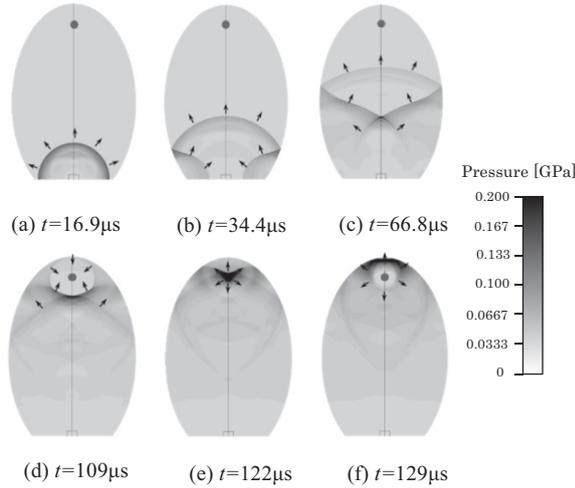 (a) t=16.9μs
(b) t=34.4μs
(c) t=66.8μs
Pressure [GPa]
0.200
0.167
0.133
0.100
0.0667
0.0333
0
(d) t=109μs
(e) t=122μs
(f) t=129μs